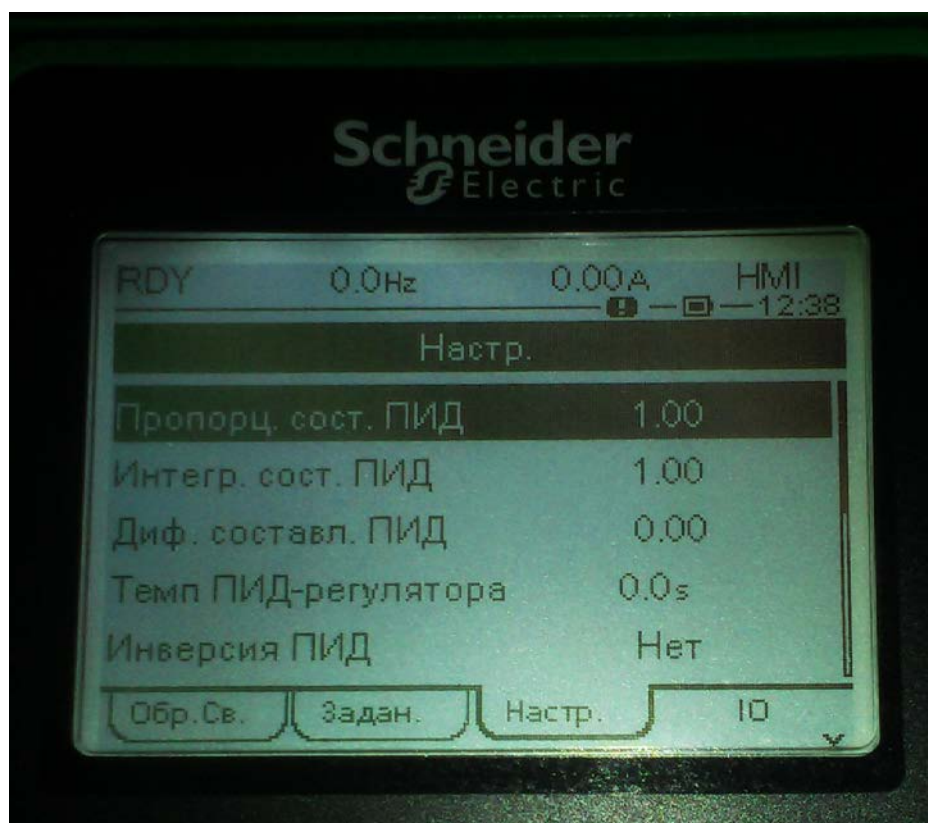 Schneider
Electric
RDY 0.0Hz 0.00A HMI
12:38
Настр.
Пропорц. сост. ПИД 1.00
Интегр. сост. ПИД 1.00
Диф. составл. ПИД 0.00
Темп ПИД-регулятора 0.0s
Инверсия ПИД Нет
Обр.Св. Задан. Настр. IO